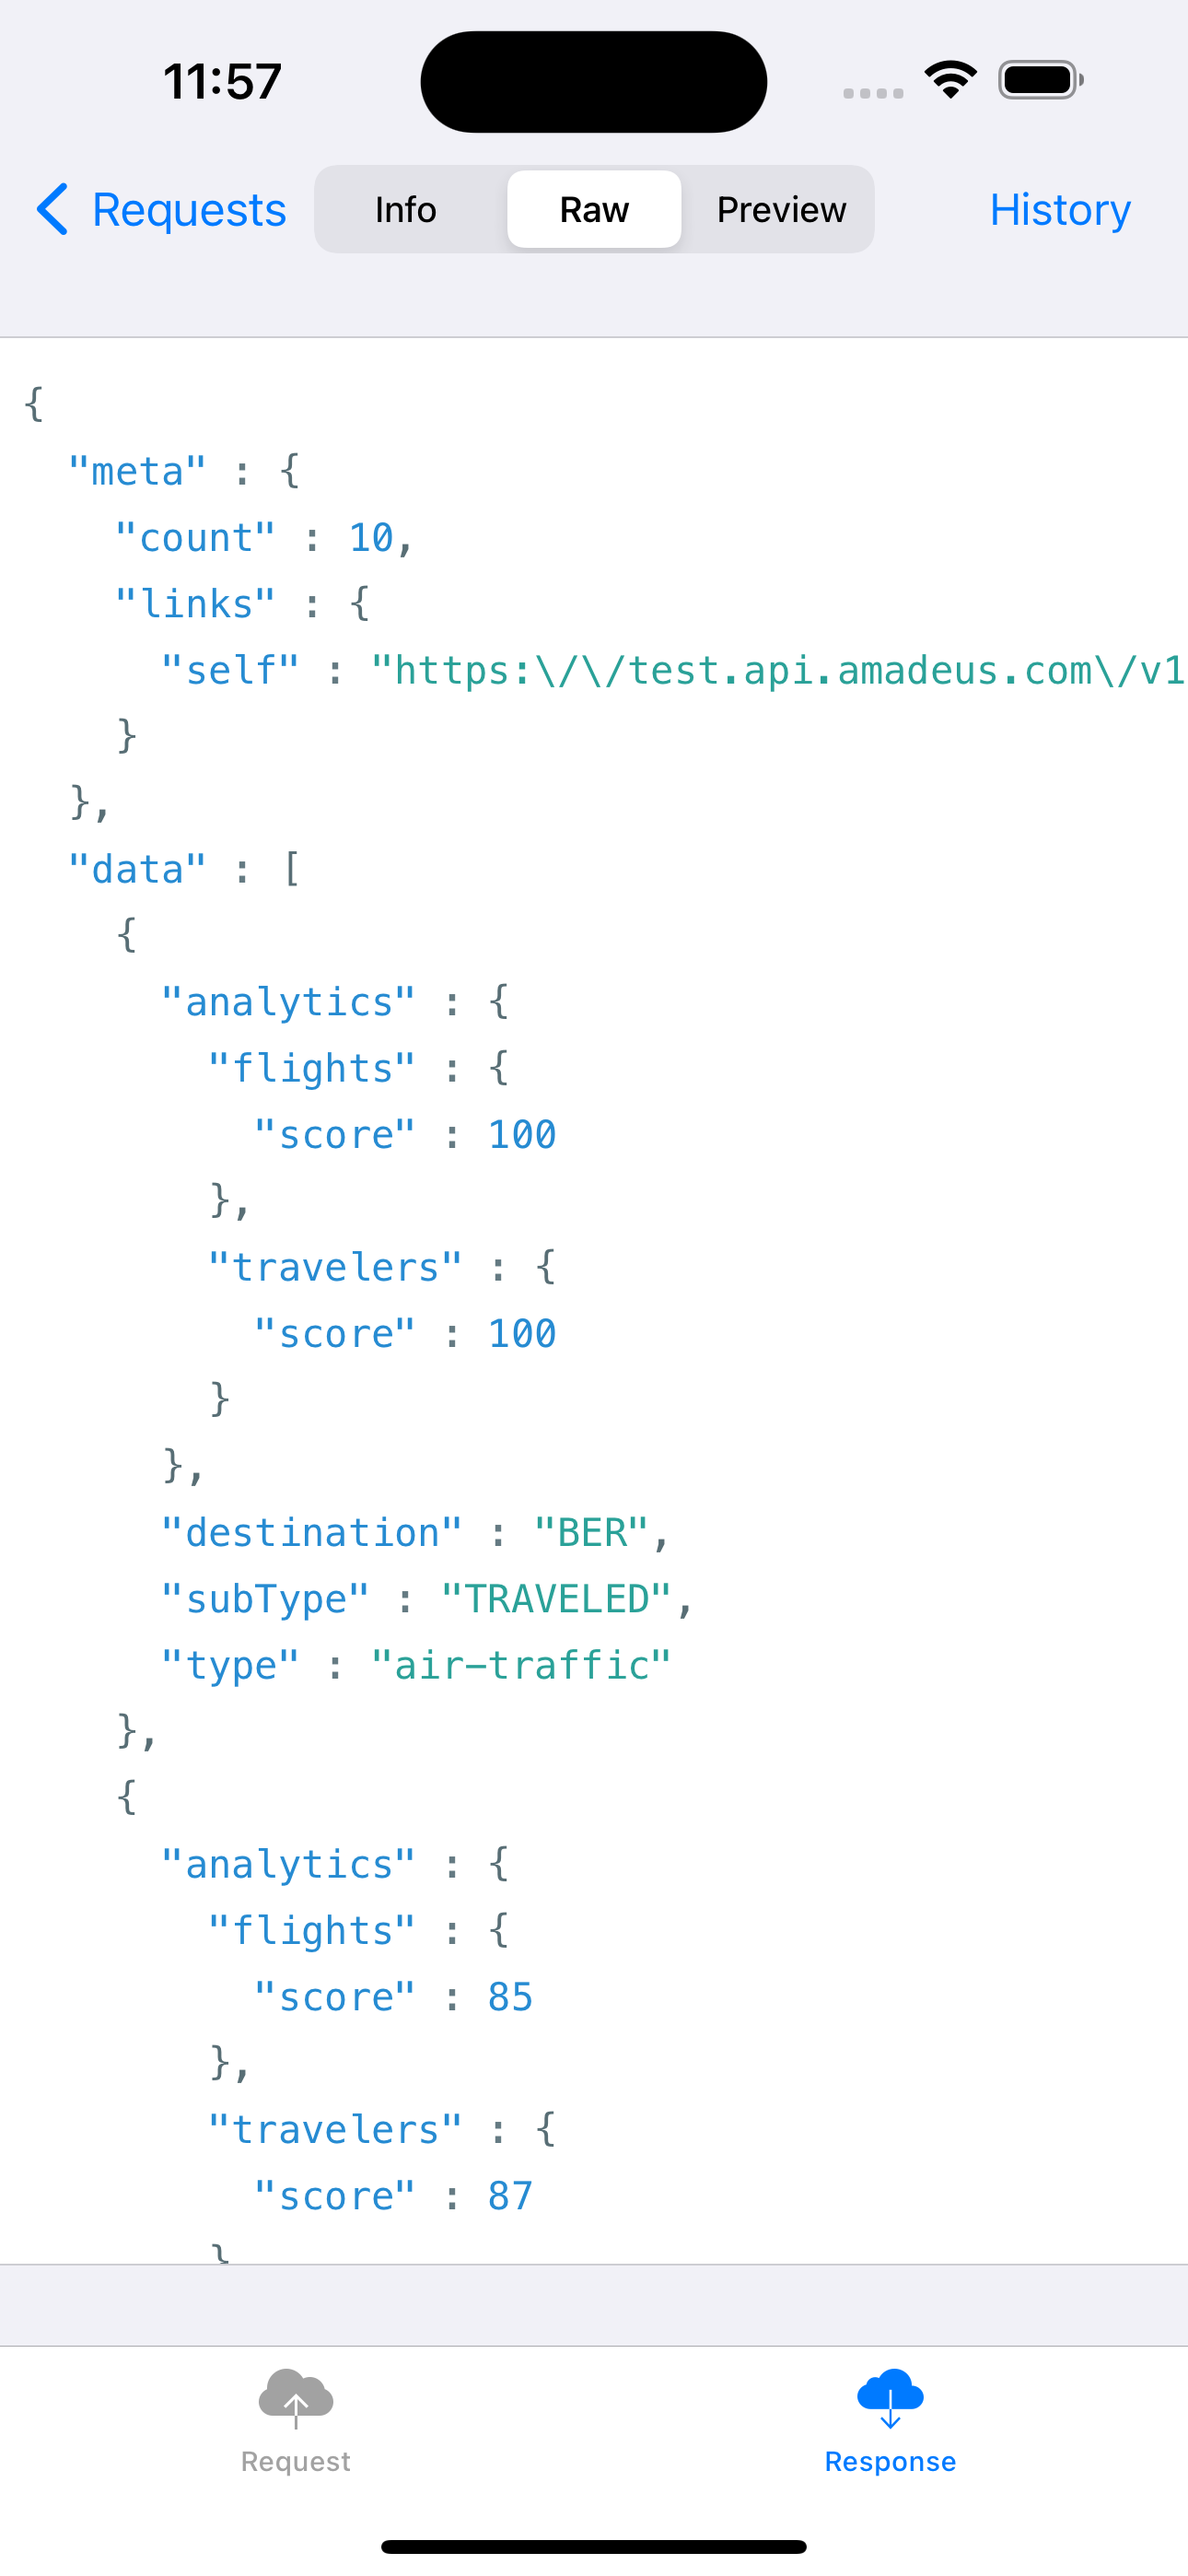 11:57
Requests Info Raw Preview History
{
  "meta" : {
    "count" : 10,
    "links" : {
      "self" : "https:\/\/test.api.amadeus.com\/v1
    }
  },
  "data" : [
    {
      "analytics" : {
        "flights" : {
          "score" : 100
        },
        "travelers" : {
          "score" : 100
        }
      },
      "destination" : "BER",
      "subType" : "TRAVELED",
      "type" : "air-traffic"
    },
    {
      "analytics" : {
        "flights" : {
          "score" : 85
        },
        "travelers" : {
          "score" : 87
        }
Request Response